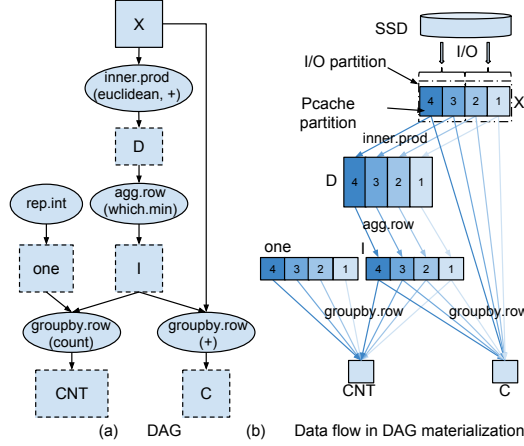 X
inner.prod
(euclidean, +)
D
rep.int
agg.row
(which.min)
one
I
groupby.row
(count)
groupby.row
(+)
CNT
C
(a) DAG
SSD
I/O
I/O partition
4 3 2 1
X
Pcache
partition
inner.prod
D
4 3 2 1
agg.row
one
I
4 3 2 1
4 3 2 1
groupby.row
groupby.row
CNT
C
(b) Data flow in DAG materialization